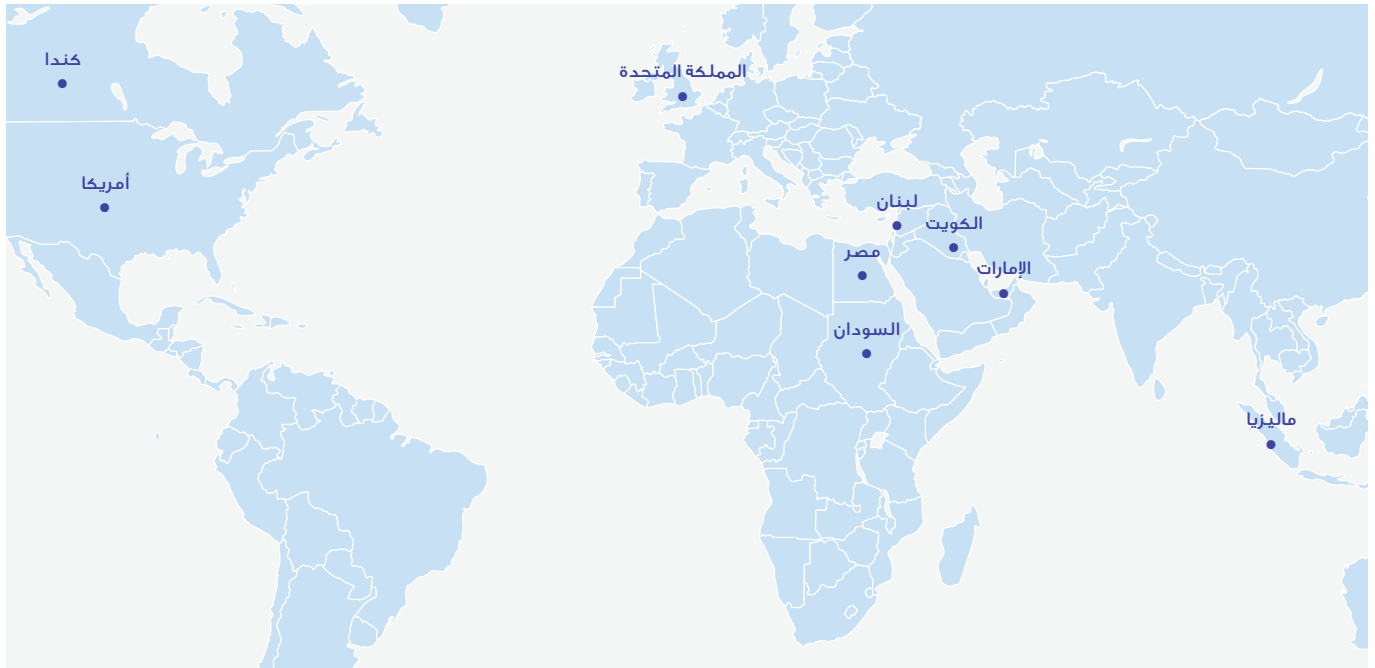 كندا
المملكة المتحدة
أمريكا
لبنان
الكويت
مصر
الإمارات
السودان
ماليزيا